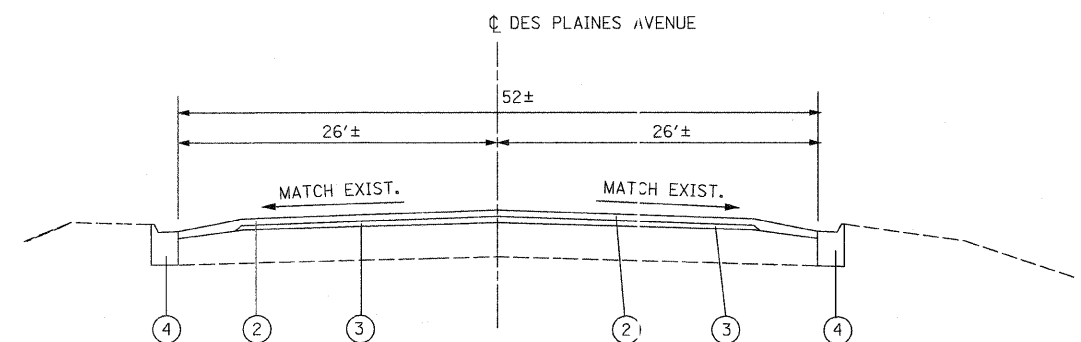 ℄ DES PLAINES AVENUE
52±
26'± 26'±
MATCH EXIST. MATCH EXIST.
4 2 3 2 3 4